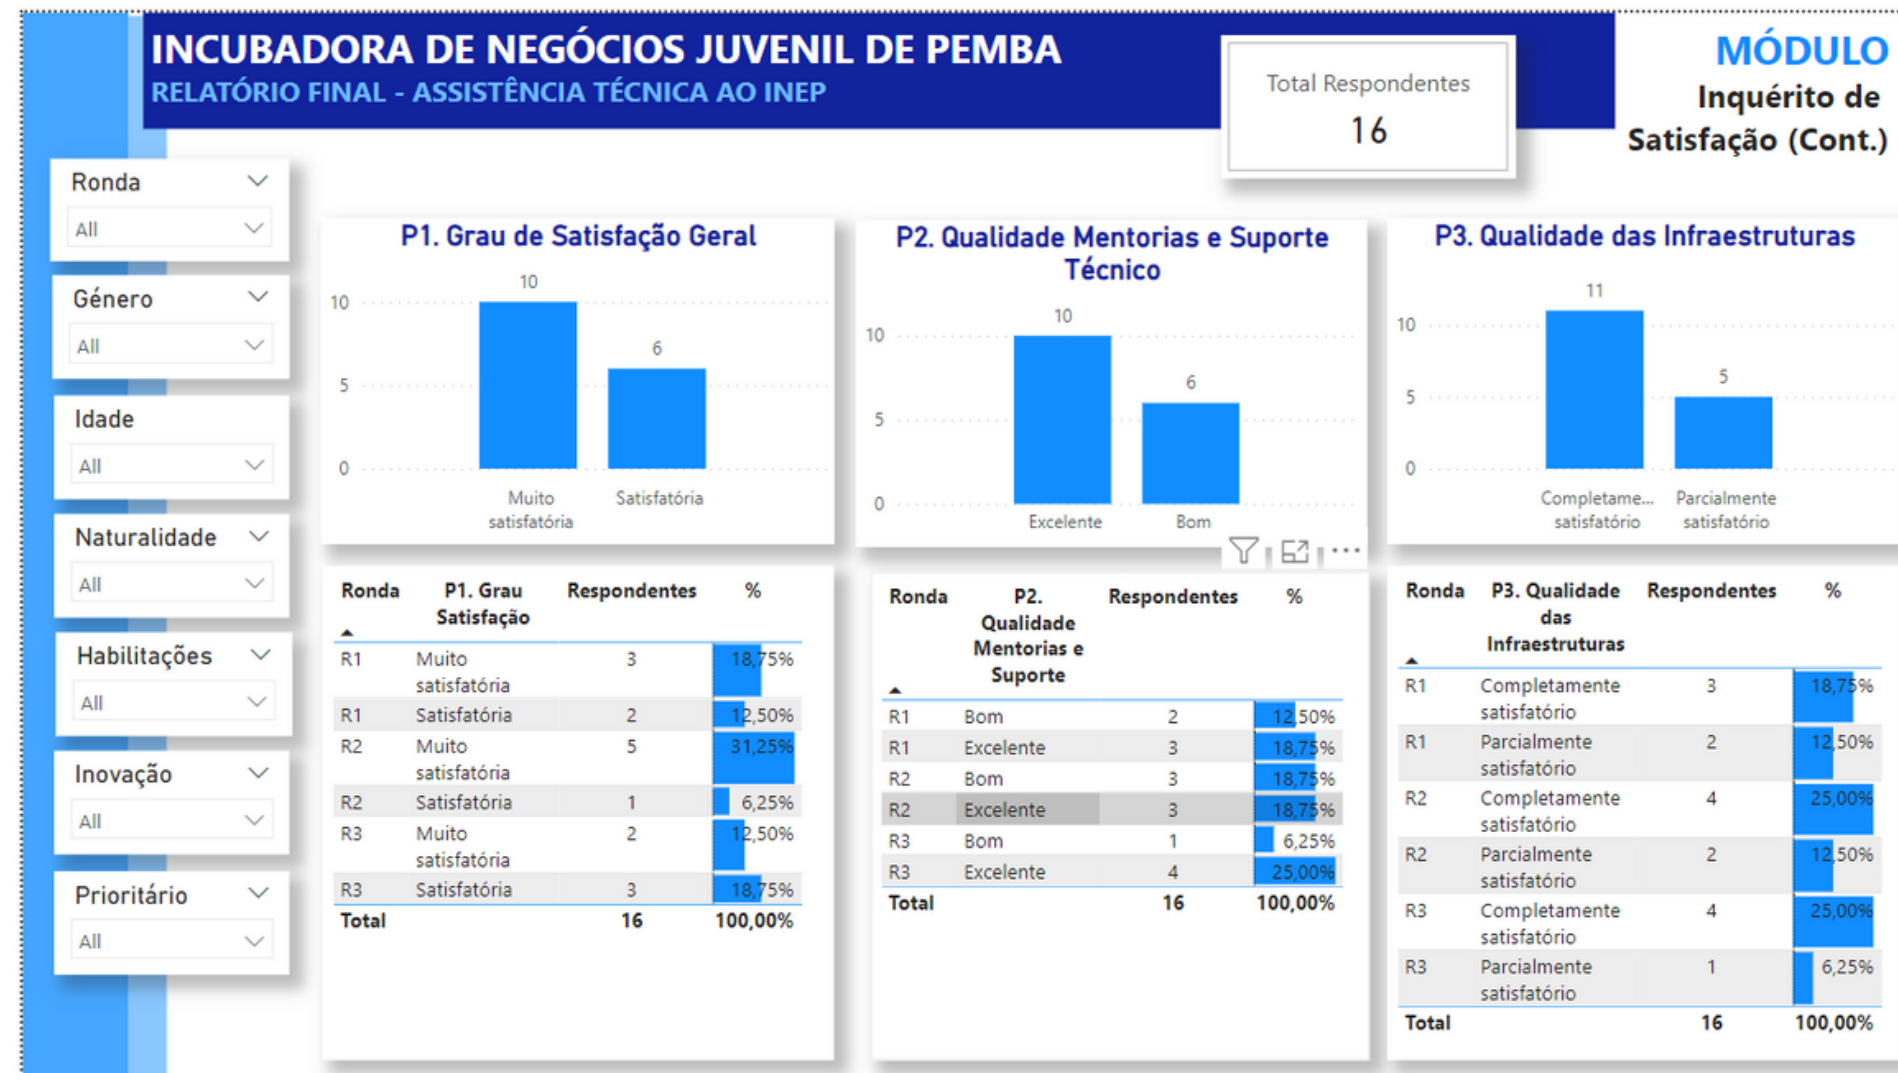 INCUBADORA DE NEGÓCIOS JUVENIL DE PEMBA
RELATÓRIO FINAL - ASSISTÊNCIA TÉCNICA AO INEP
Total Respondentes
16
MÓDULO
Inquérito de
Satisfação (Cont.)
Ronda
All
Género
All
Idade
All
Naturalidade
All
Habilitações
All
Inovação
All
Prioritário
All
P1. Grau de Satisfação Geral
10
10
6
5
0
Muito
satisfatória
Satisfatória
P2. Qualidade Mentorias e Suporte
Técnico
10
10
6
5
0
Excelente
Bom
P3. Qualidade das Infraestruturas
11
10
5
5
0
Completame...
satisfatório
Parcialmente
satisfatório
Ronda P1. Grau Respondentes %
Satisfação
R1 Muito 3 18,75%
satisfatória
R1 Satisfatória 2 12,50%
R2 Muito 5 31,25%
satisfatória
R2 Satisfatória 1 6,25%
R3 Muito 2 12,50%
satisfatória
R3 Satisfatória 3 18,75%
Total 16 100,00%
Ronda P2. Respondentes %
Qualidade
Mentorias e
Suporte
R1 Bom 2 12,50%
R1 Excelente 3 18,75%
R2 Bom 3 18,75%
R2 Excelente 3 18,75%
R3 Bom 1 6,25%
R3 Excelente 4 25,00%
Total 16 100,00%
Ronda P3. Qualidade Respondentes %
das
Infraestruturas
R1 Completamente 3 18,75%
satisfatório
R1 Parcialmente 2 12,50%
satisfatório
R2 Completamente 4 25,00%
satisfatório
R2 Parcialmente 2 12,50%
satisfatório
R3 Completamente 4 25,00%
satisfatório
R3 Parcialmente 1 6,25%
satisfatório
Total 16 100,00%